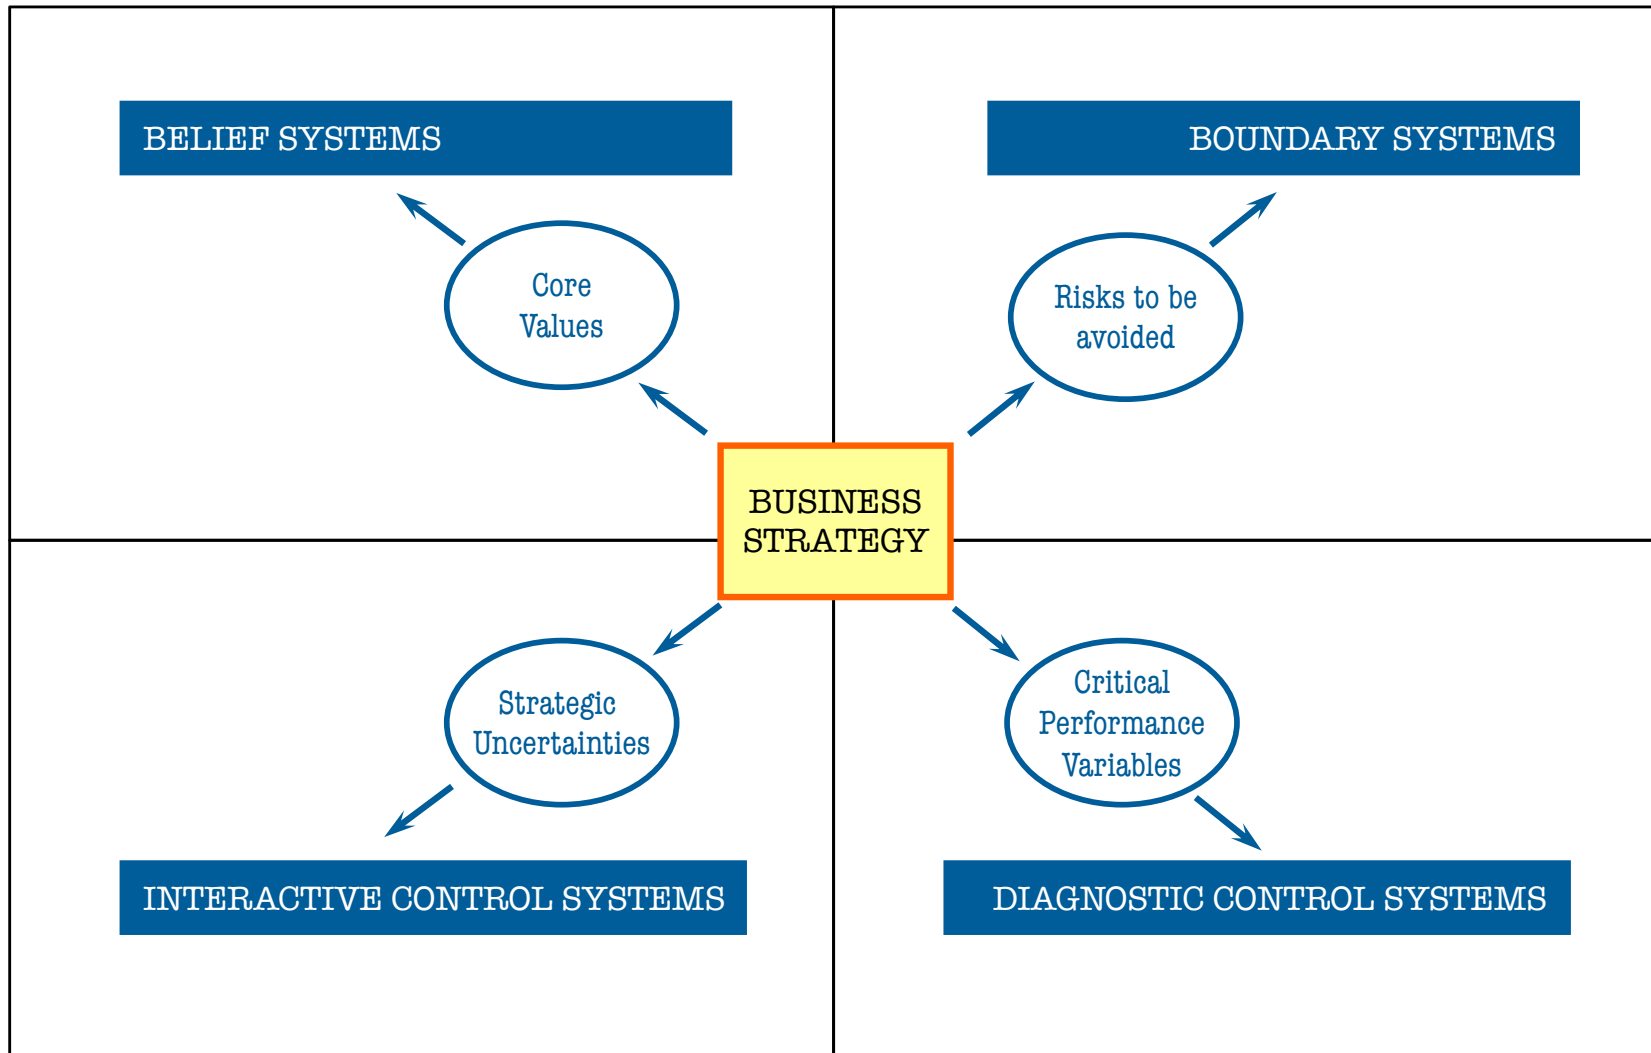 BELIEF SYSTEMS
BOUNDARY SYSTEMS
Core
Values
Risks to be
avoided
BUSINESS
STRATEGY
Strategic
Uncertainties
Critical
Performance
Variables
INTERACTIVE CONTROL SYSTEMS
DIAGNOSTIC CONTROL SYSTEMS